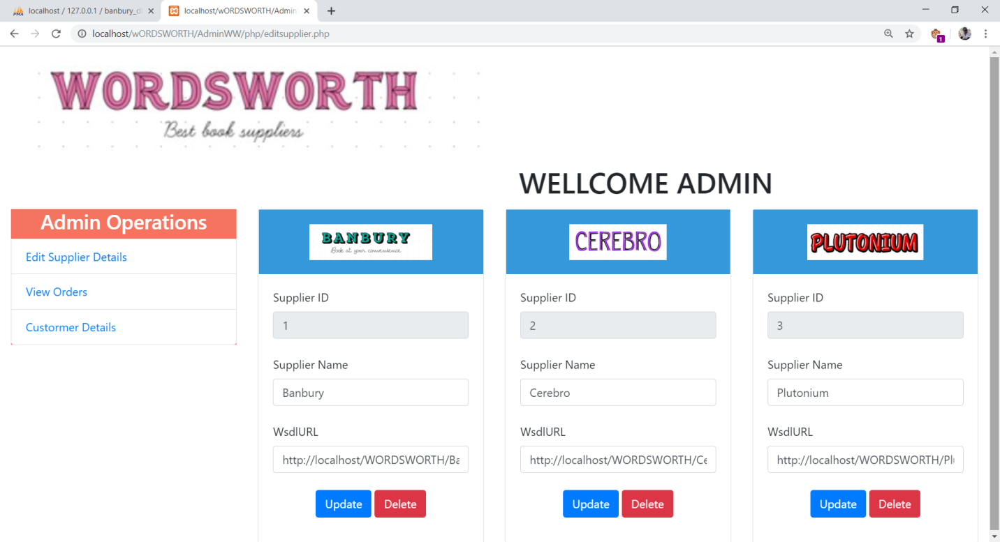 localhost / 127.0.0.1 / banbury_d
localhost/wORDSWORTH/Admin
localhost/wORDSWORTH/AdminWW/php/editsupplier.php
1
WORDSWORTH
Best book suppliers
WELLCOME ADMIN
Admin Operations
Edit Supplier Details
View Orders
Custormer Details
BANBURY
Book at your convenience
Supplier ID
1
Supplier Name
Banbury
WsdlURL
http://localhost/WORDSWORTH/Ba
Update Delete
CEREBRO
Supplier ID
2
Supplier Name
Cerebro
WsdlURL
http://localhost/WORDSWORTH/Ce
Update Delete
PLUTONIUM
Supplier ID
3
Supplier Name
Plutonium
WsdlURL
http://localhost/WORDSWORTH/Plu
Update Delete